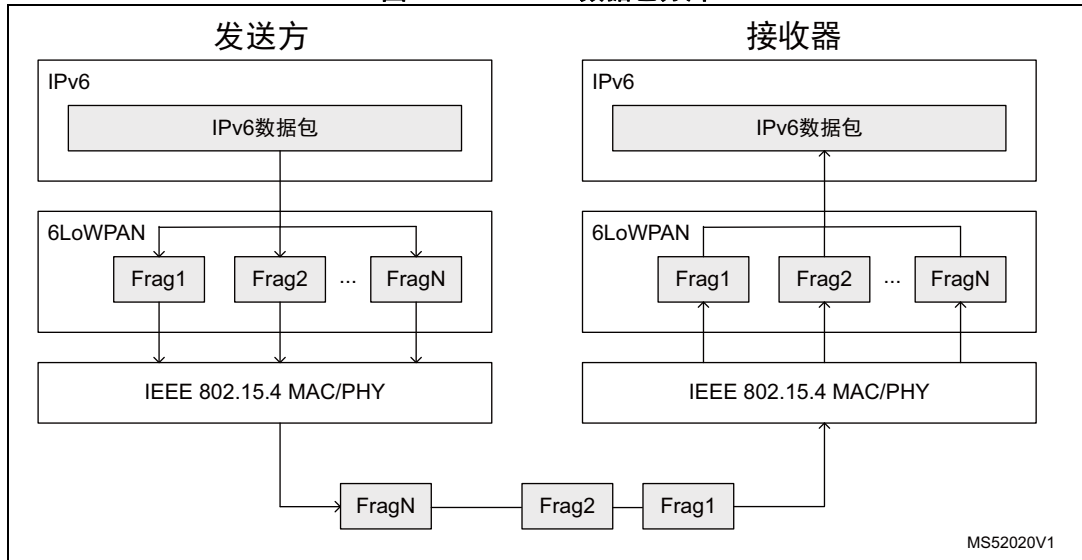 发送方
接收器
IPv6
IPv6数据包
IPv6
IPv6数据包
6LoWPAN
Frag1
Frag2
...
FragN
6LoWPAN
Frag1
Frag2
...
FragN
IEEE 802.15.4 MAC/PHY
IEEE 802.15.4 MAC/PHY
FragN
Frag2
Frag1
MS52020V1